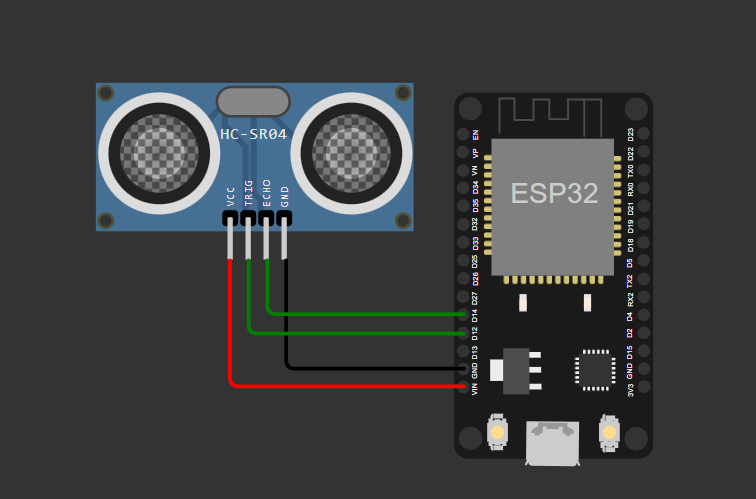 HC-SR04
VCC
TRIG
ECHO
GND
ESP32
EN
VP
VN
D34
D35
D32
D33
D25
D26
D27
D14
D12
D13
GND
VIN
D23
D22
TX0
RX0
D21
D19
D18
D5
TX2
RX2
D4
D2
D15
GND
3V3